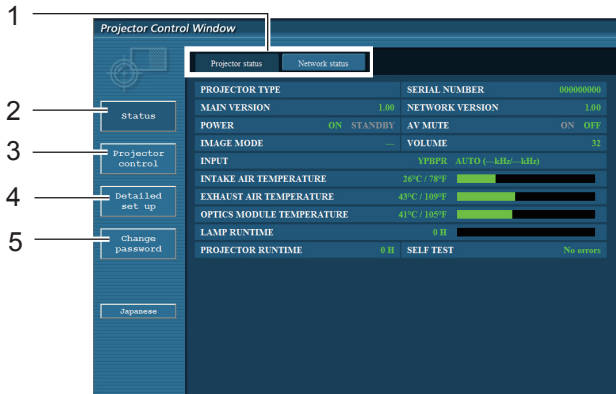 1
Projector Control Window
Projector status Network status
2
Status
3
Projector
control
4
Detailed
set up
5
Change
password
Japanese
PROJECTOR TYPE SERIAL NUMBER 000000000
MAIN VERSION 1.00 NETWORK VERSION 1.00
POWER ON STANDBY AV MUTE ON OFF
IMAGE MODE --- VOLUME 32
INPUT YPBPR AUTO (---kHz/---kHz)
INTAKE AIR TEMPERATURE 26°C / 78°F
EXHAUST AIR TEMPERATURE 43°C / 109°F
OPTICS MODULE TEMPERATURE 41°C / 105°F
LAMP RUNTIME 0 H
PROJECTOR RUNTIME 0 H SELF TEST No errors